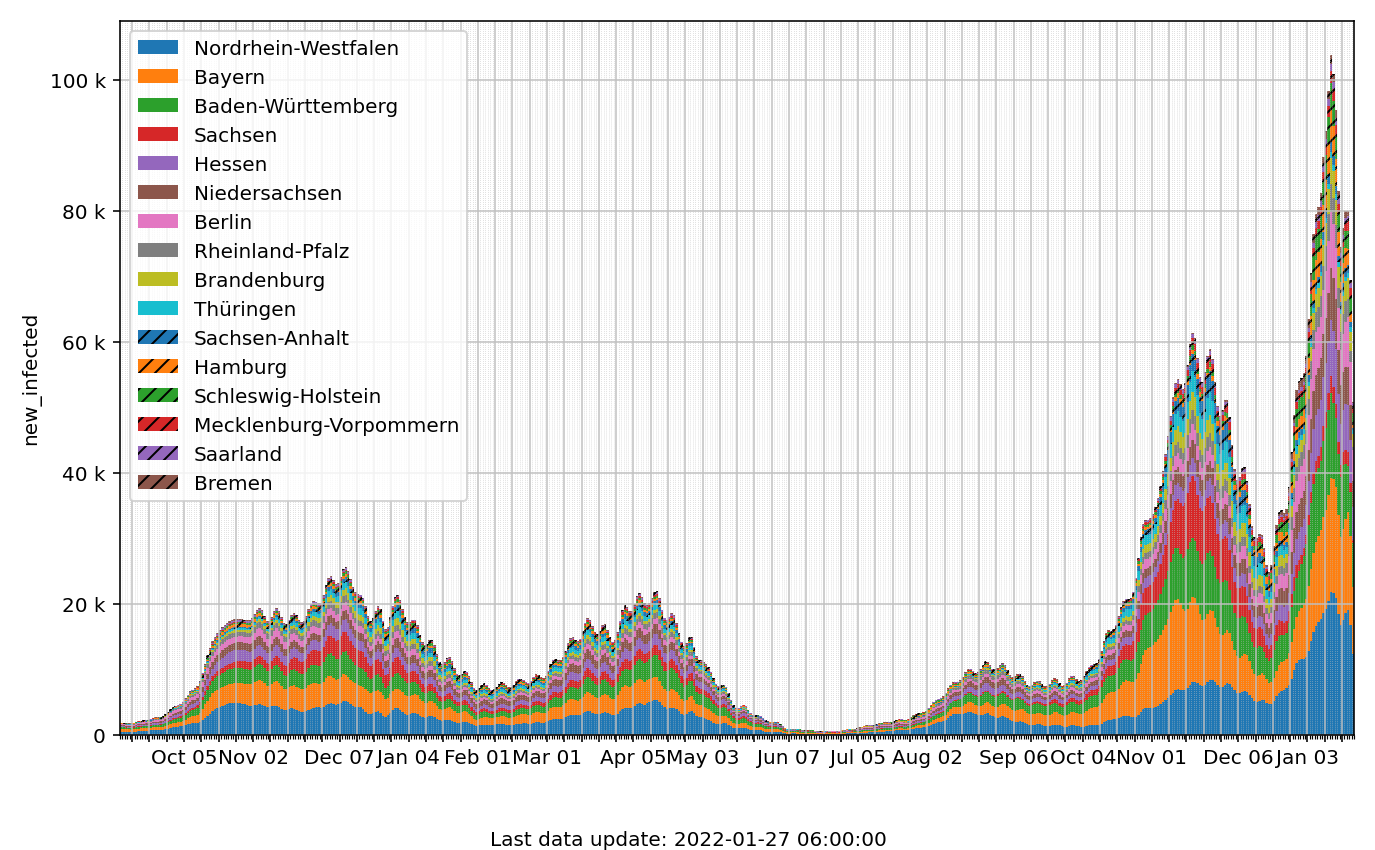 100 k
80 k
60 k
40 k
20 k
0
new_infected
Nordrhein-Westfalen
Bayern
Baden-Württemberg
Sachsen
Hessen
Niedersachsen
Berlin
Rheinland-Pfalz
Brandenburg
Thüringen
Sachsen-Anhalt
Hamburg
Schleswig-Holstein
Mecklenburg-Vorpommern
Saarland
Bremen
Oct 05 Nov 02 Dec 07 Jan 04 Feb 01 Mar 01 Apr 05 May 03 Jun 07 Jul 05 Aug 02 Sep 06 Oct 04 Nov 01 Dec 06 Jan 03
Last data update: 2022-01-27 06:00:00